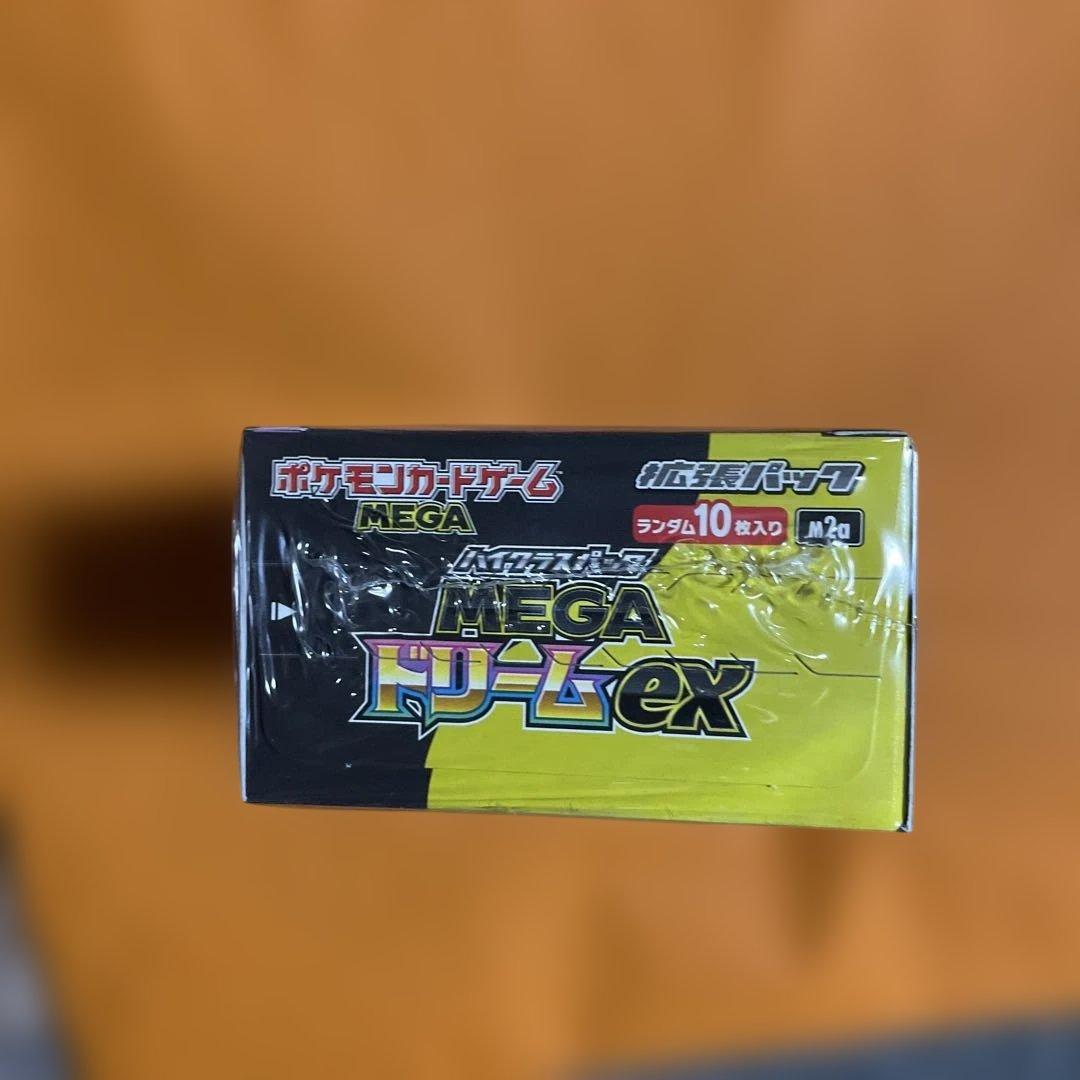 ポケモンカードゲーム
MEGA
拡張パック
ランダム10枚入り
M2a
ハイクラスパック
MEGA
ドリームex